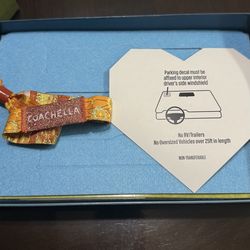 COACHELLA
Parking decal must be
affixed to upper interior
driver's side windshield
No RV/Trailers
No Oversized Vehicles over 25ft in length
NON-TRANSFERABLE